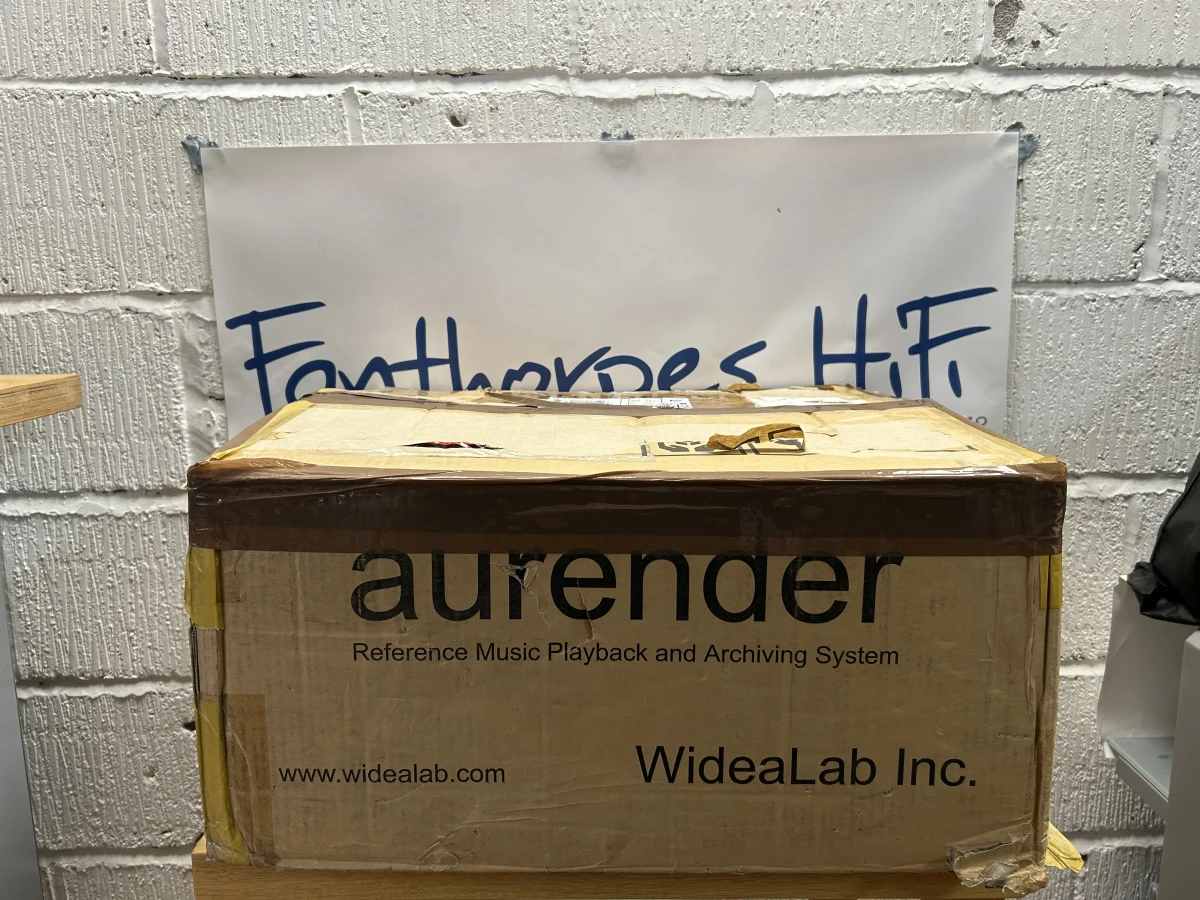 Fanthorpes HiFi
aurender
Reference Music Playback and Archiving System
www.widealab.com
WideaLab Inc.